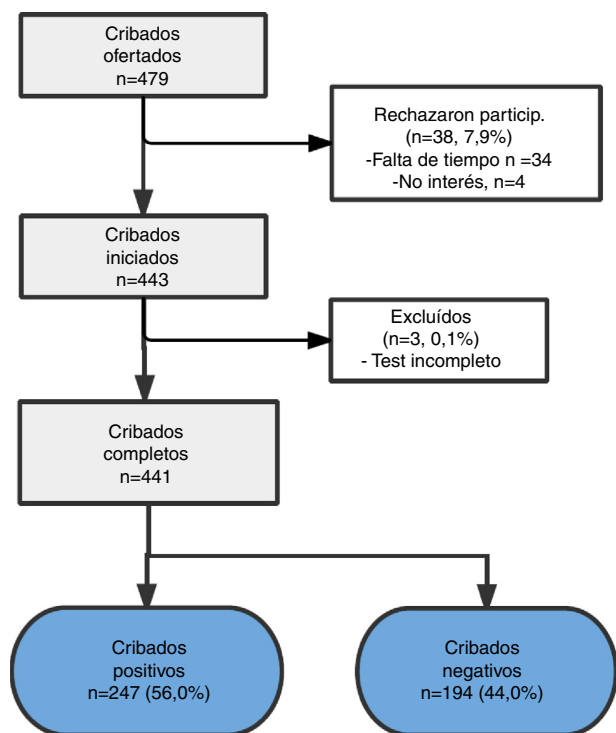 Cribados
ofertados
n=479
Rechazaron particip.
(n=38, 7,9%)
-Falta de tiempo n =34
-No interés, n=4
Cribados
iniciados
n=443
Excluídos
(n=3, 0,1%)
- Test incompleto
Cribados
completos
n=441
Cribados
positivos
n=247 (56,0%)
Cribados
negativos
n=194 (44,0%)